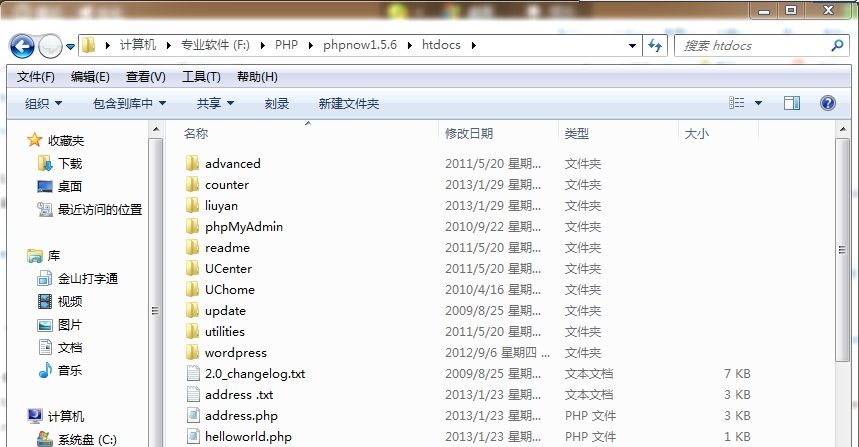 计算机 ▸ 专业软件 (F:) ▸ PHP ▸ phpnow1.5.6 ▸ htdocs ▸ 搜索 htdocs
文件(F) 编辑(E) 查看(V) 工具(T) 帮助(H)
组织 包含到库中 共享 刻录 新建文件夹
名称 修改日期 类型 大小
收藏夹
下载
桌面
最近访问的位置
库
金山打字通
视频
图片
文档
音乐
计算机
系统盘 (C:)
advanced 2011/5/20 星期... 文件夹
counter 2013/1/29 星期... 文件夹
liuyan 2013/1/29 星期... 文件夹
phpMyAdmin 2010/9/22 星期... 文件夹
readme 2011/5/20 星期... 文件夹
UCenter 2011/5/20 星期... 文件夹
UChome 2010/4/16 星期... 文件夹
update 2009/8/25 星期... 文件夹
utilities 2011/5/20 星期... 文件夹
wordpress 2012/9/6 星期四 ... 文件夹
2.0_changelog.txt 2009/8/25 星期... 文本文档 7 KB
address .txt 2013/1/23 星期... 文本文档 3 KB
address.php 2013/1/23 星期... PHP 文件 3 KB
helloworld.php 2013/1/23 星期... PHP 文件 1 KB